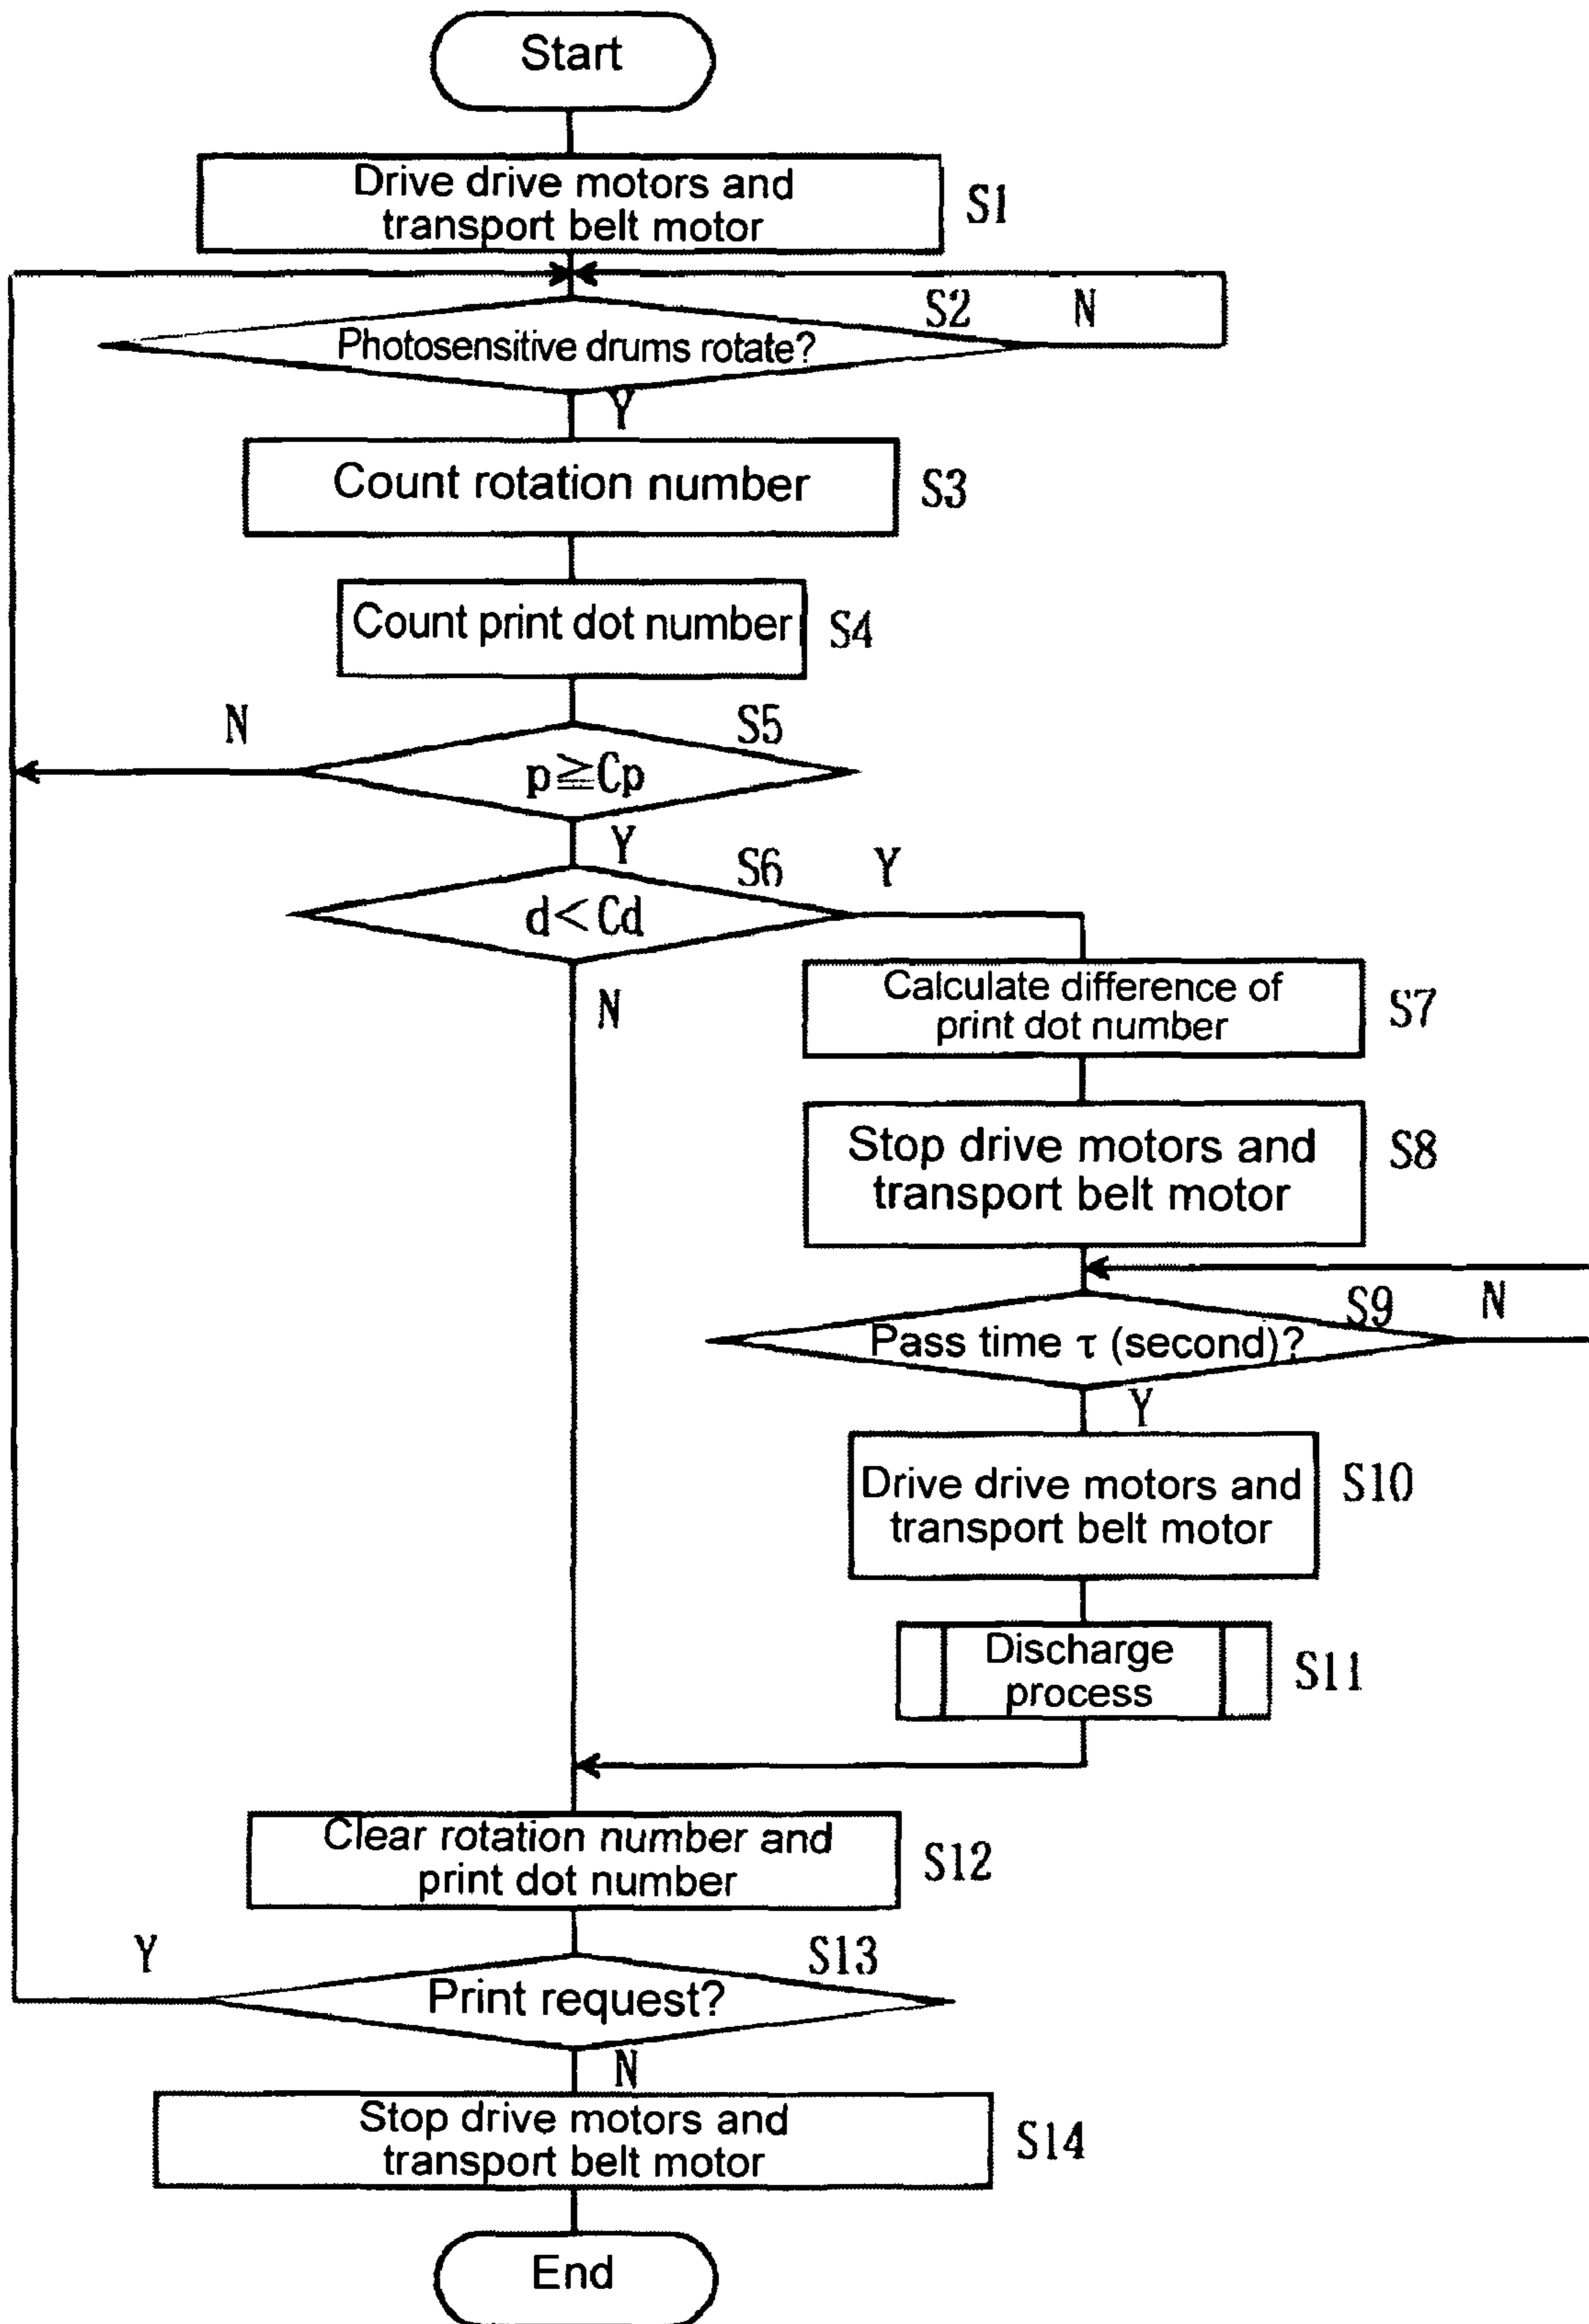 Start
Drive drive motors and
transport belt motor
S1
S2
N
Photosensitive drums rotate?
Y
Count rotation number
S3
Count print dot number
S4
N
S5
p≧Cp
Y
S6
Y
d<Cd
N
Calculate difference of
print dot number
S7
Stop drive motors and
transport belt motor
S8
S9
N
Pass time τ (second)?
Y
Drive drive motors and
transport belt motor
S10
Discharge
process
S11
Clear rotation number and
print dot number
S12
Y
S13
Print request?
N
Stop drive motors and
transport belt motor
S14
End